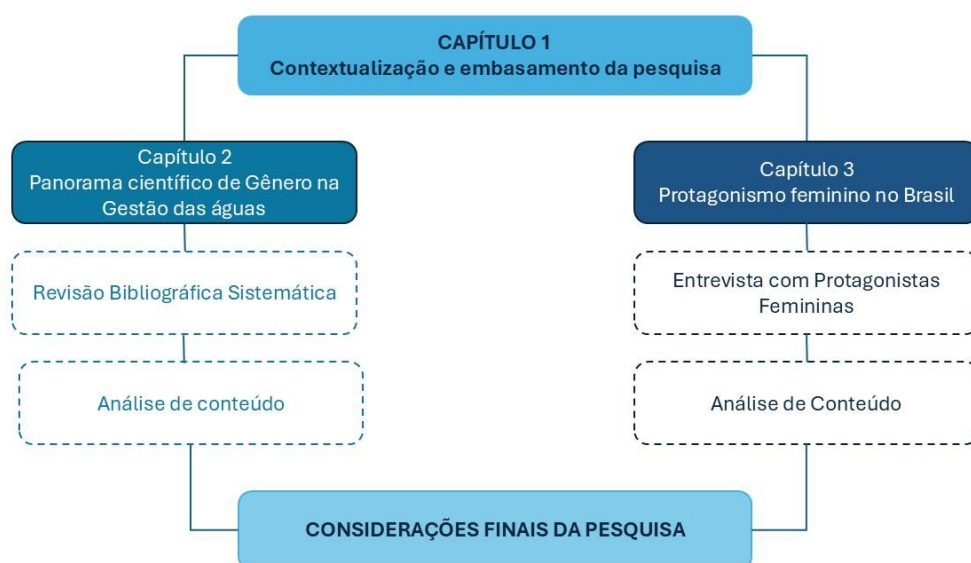 CAPÍTULO 1
Contextualização e embasamento da pesquisa
Capítulo 2
Panorama científico de Gênero na
Gestão das águas
Revisão Bibliográfica Sistemática
Análise de conteúdo
Capítulo 3
Protagonismo feminino no Brasil
Entrevista com Protagonistas
Femininas
Análise de Conteúdo
CONSIDERAÇÕES FINAIS DA PESQUISA